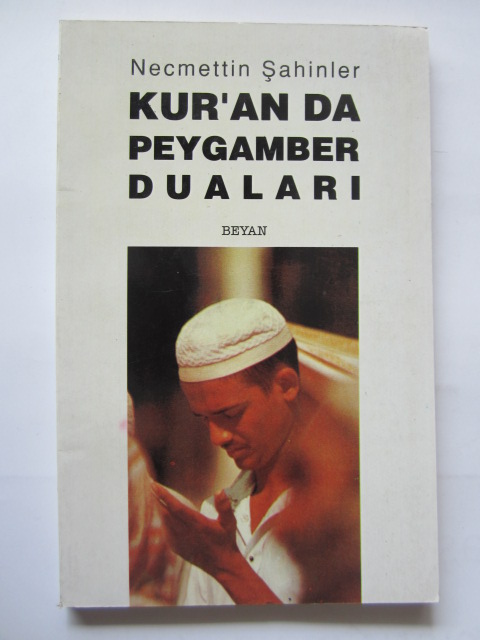 Necmettin Şahinler
KUR'AN DA
PEYGAMBER
DUALARI
BEYAN